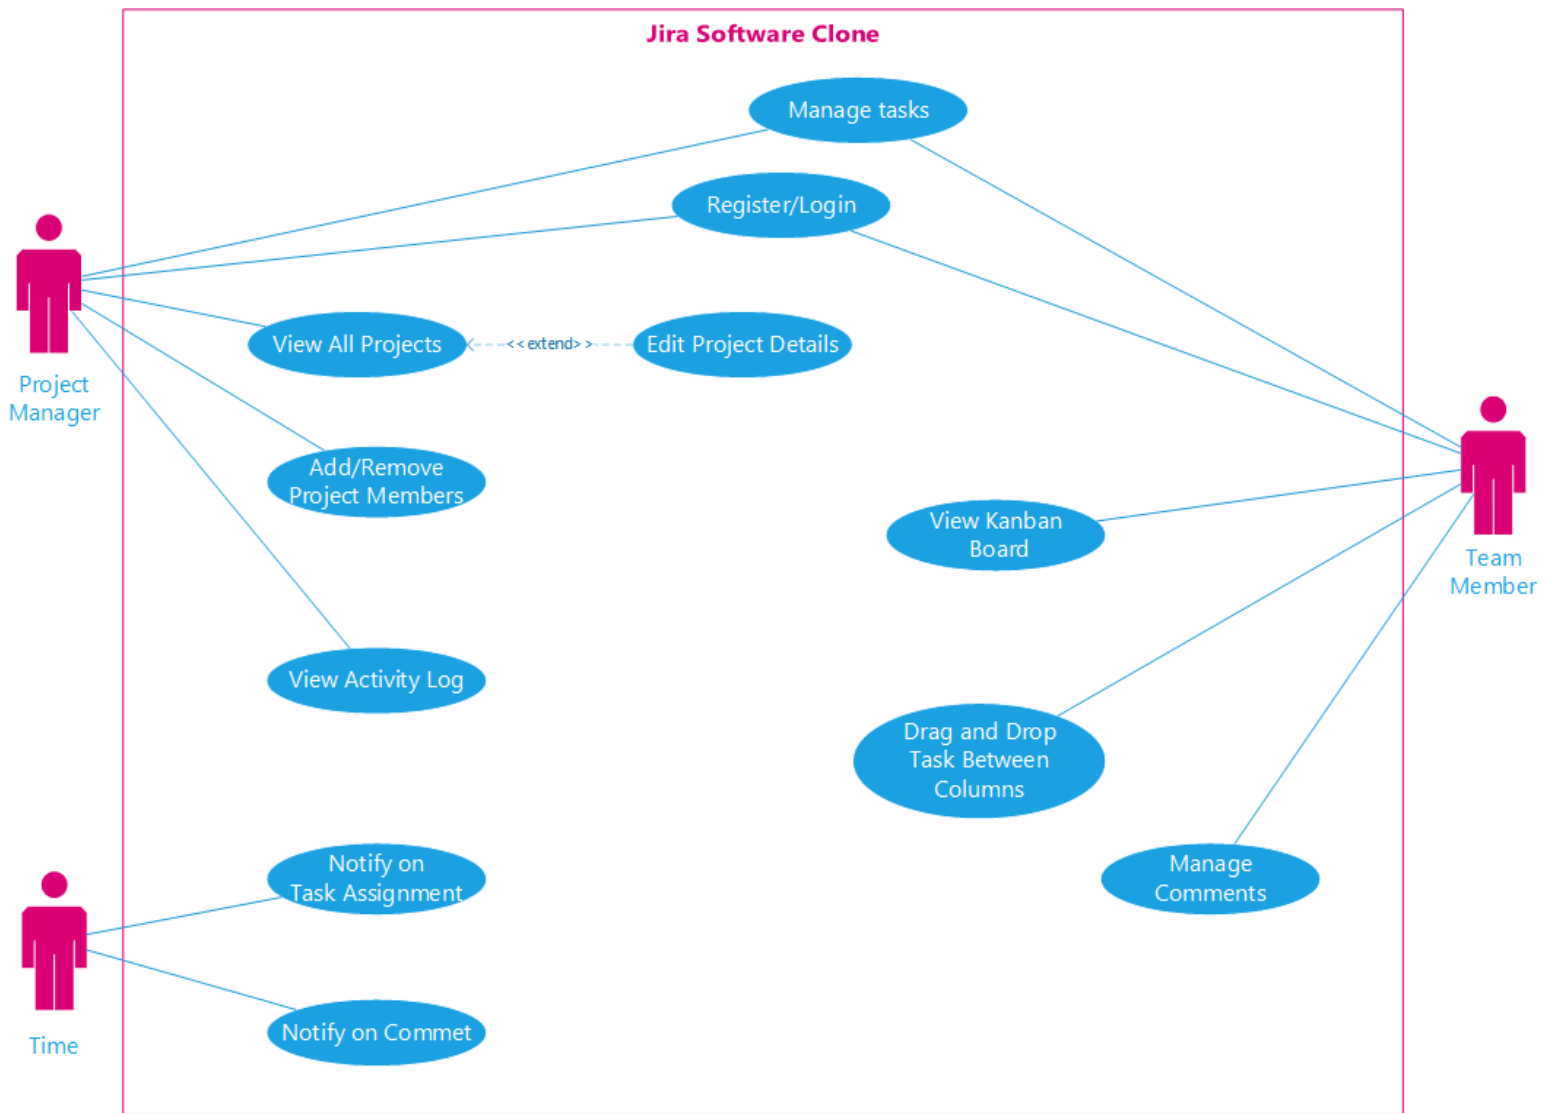 Jira Software Clone
Manage tasks
Register/Login
View All Projects
<<extend>>
Edit Project Details
Project
Manager
Add/Remove
Project Members
View Kanban
Board
Team
Member
View Activity Log
Drag and Drop
Task Between
Columns
Notify on
Task Assignment
Manage
Comments
Notify on Commet
Time